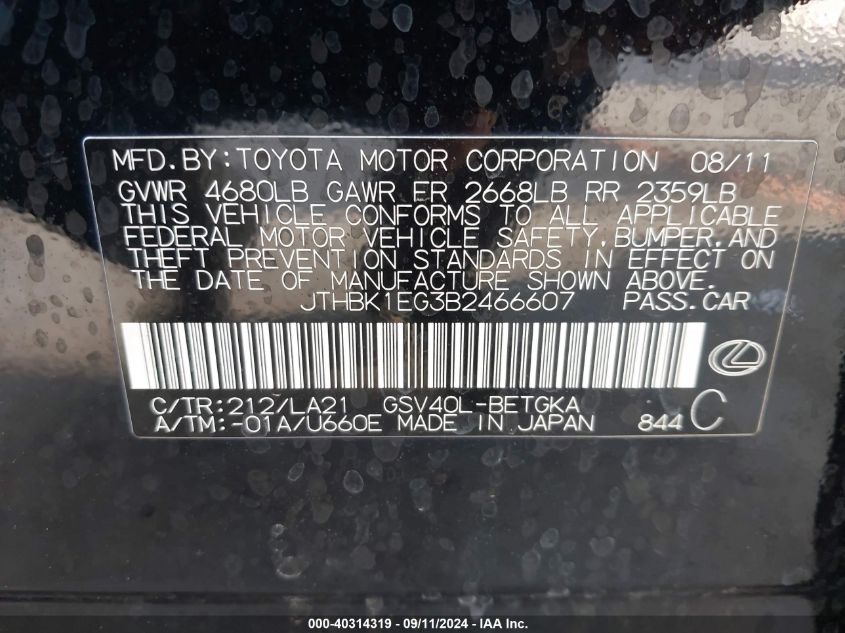 MFD.BY:TOYOTA MOTOR CORPORATION 08/11
GVWR 4680LB GAWR FR 2668LB RR 2359LB
THIS VEHICLE CONFORMS TO ALL APPLICABLE
FEDERAL MOTOR VEHICLE SAFETY,BUMPER,AND
THEFT PREVENTION STANDARDS IN EFFECT ON
THE DATE OF MANUFACTURE SHOWN ABOVE.
JTHBK1EG3B2466607 PASS.CAR
C/TR:212/LA21 GSV40L-BETGKA
A/TM:-01A/U660E MADE IN JAPAN 844 C
000-40314319 - 09/11/2024 - IAA Inc.